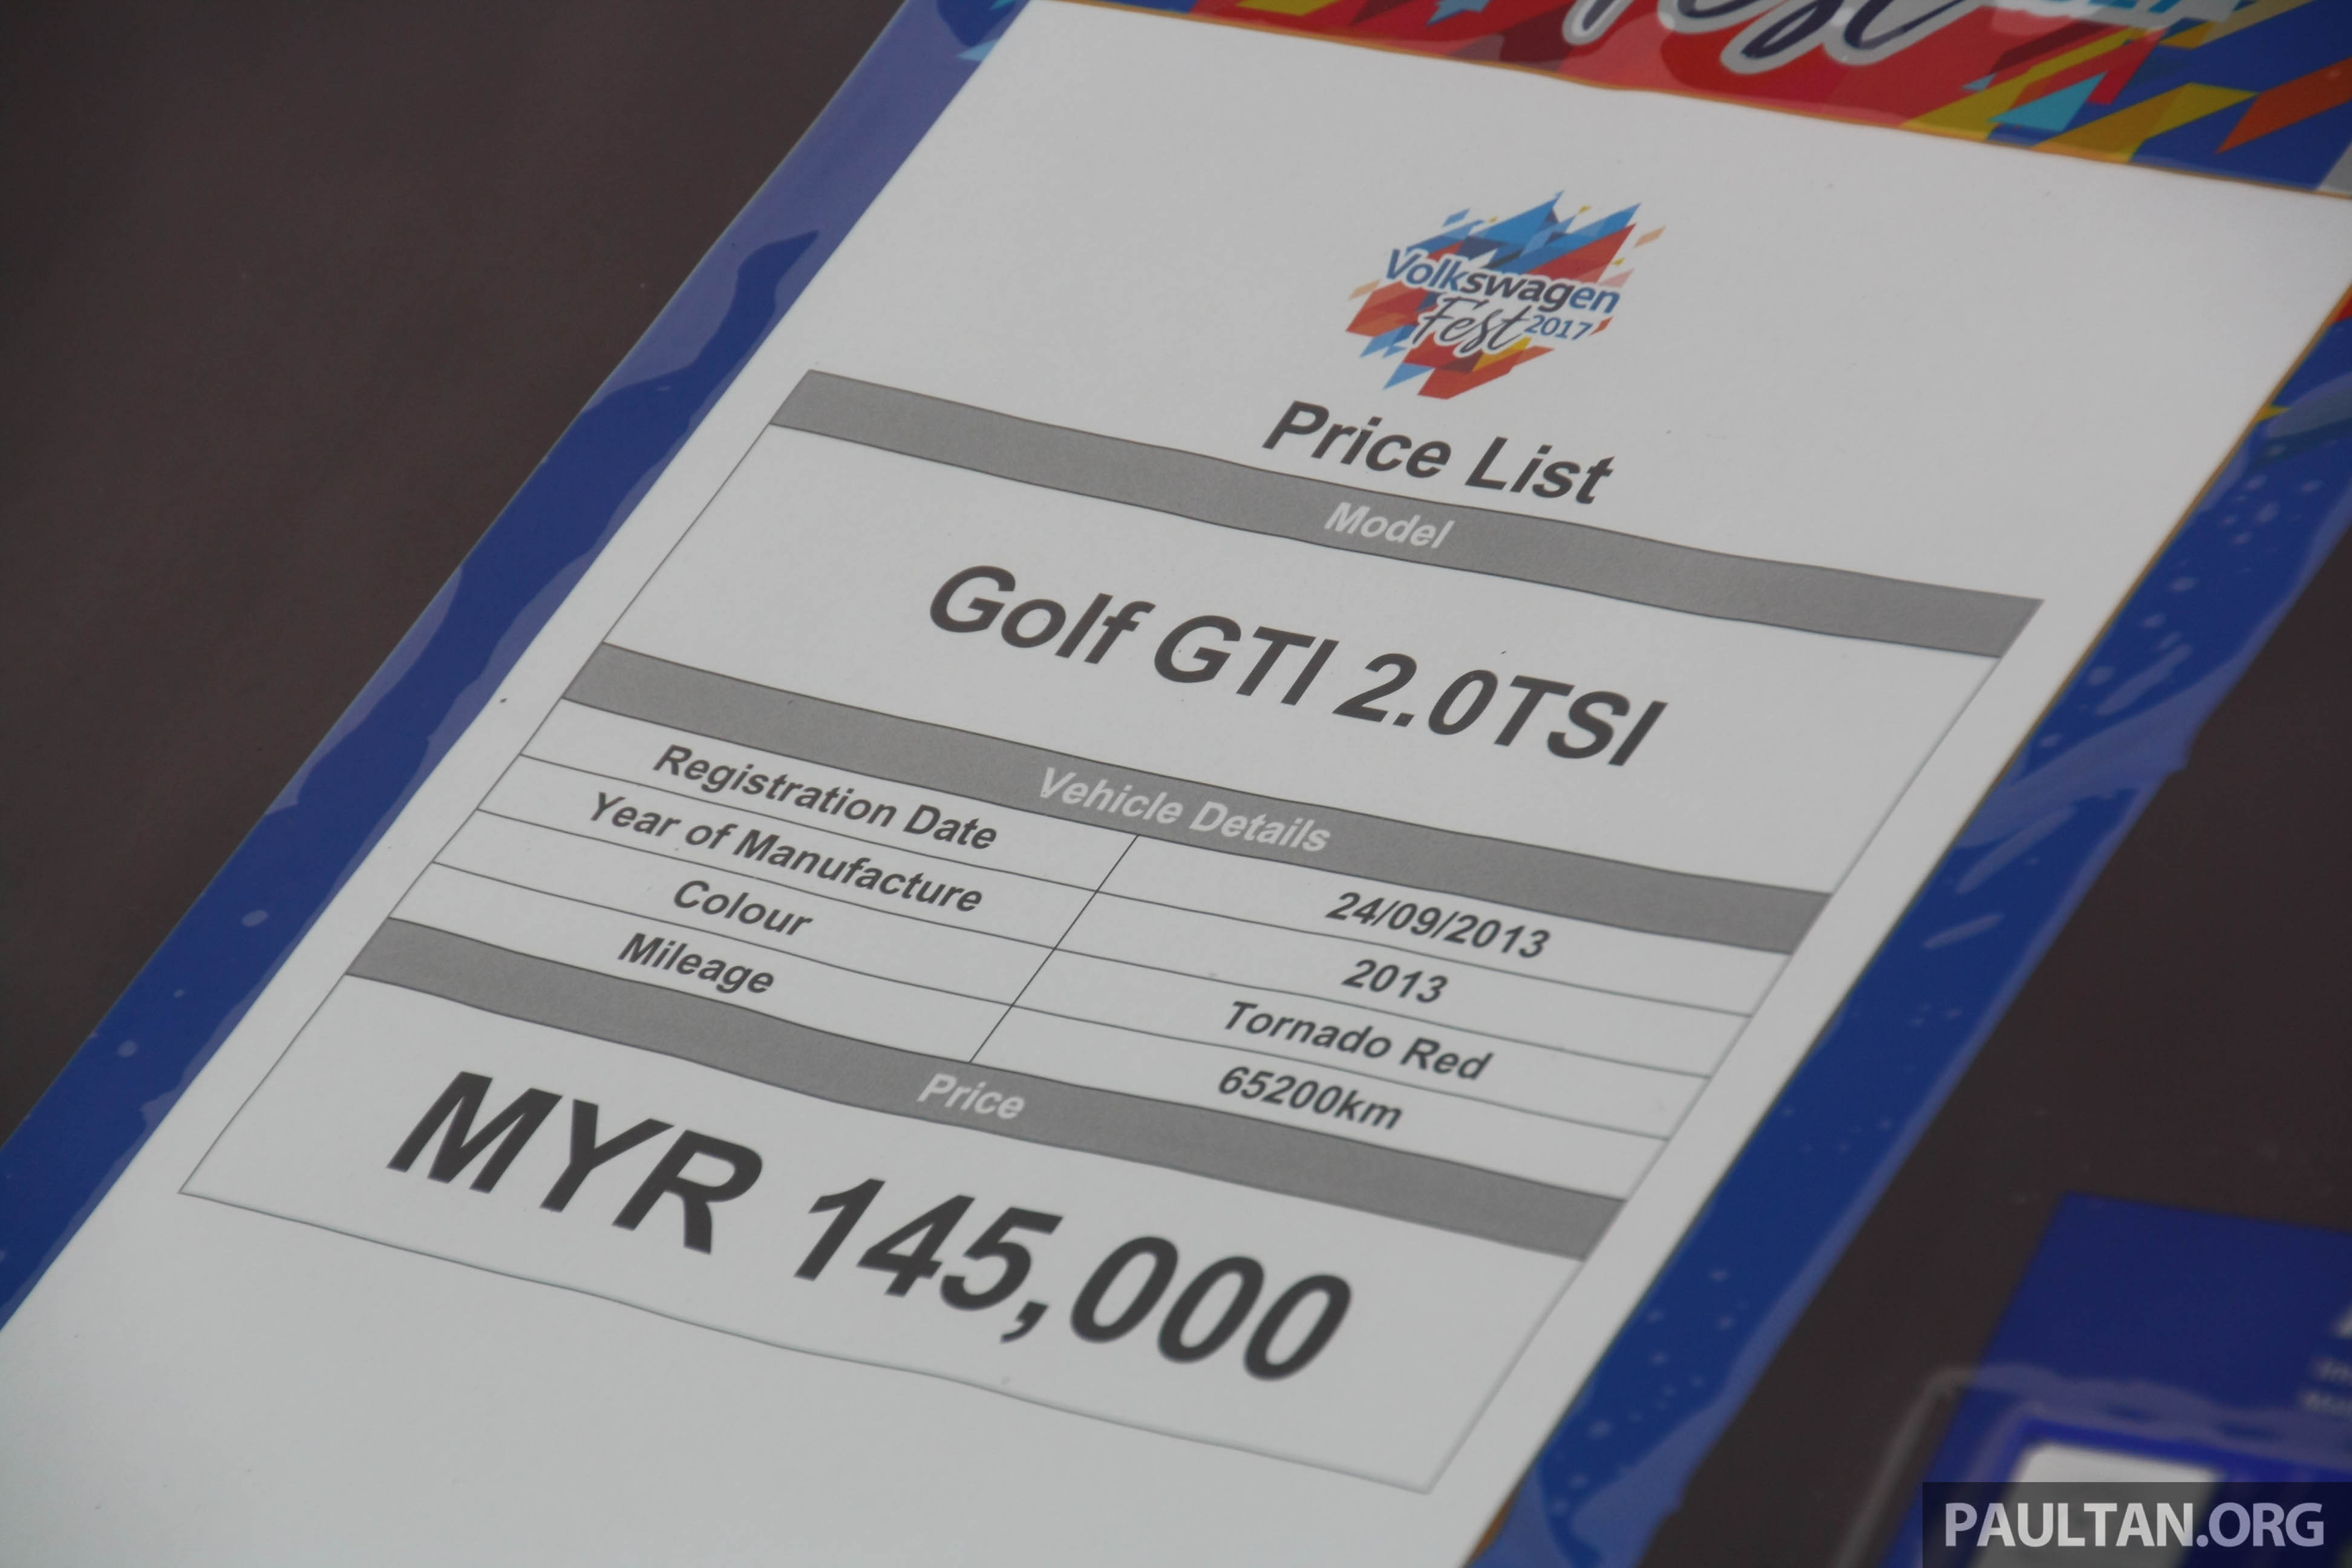 Fest
Volkswagen
Fest 2017
Price List
Model
Golf GTI 2.0TSI
Vehicle Details
Registration Date 24/09/2013
Year of Manufacture 2013
Colour Tornado Red
Mileage 65200km
Price
MYR 145,000
PAULTAN.ORG